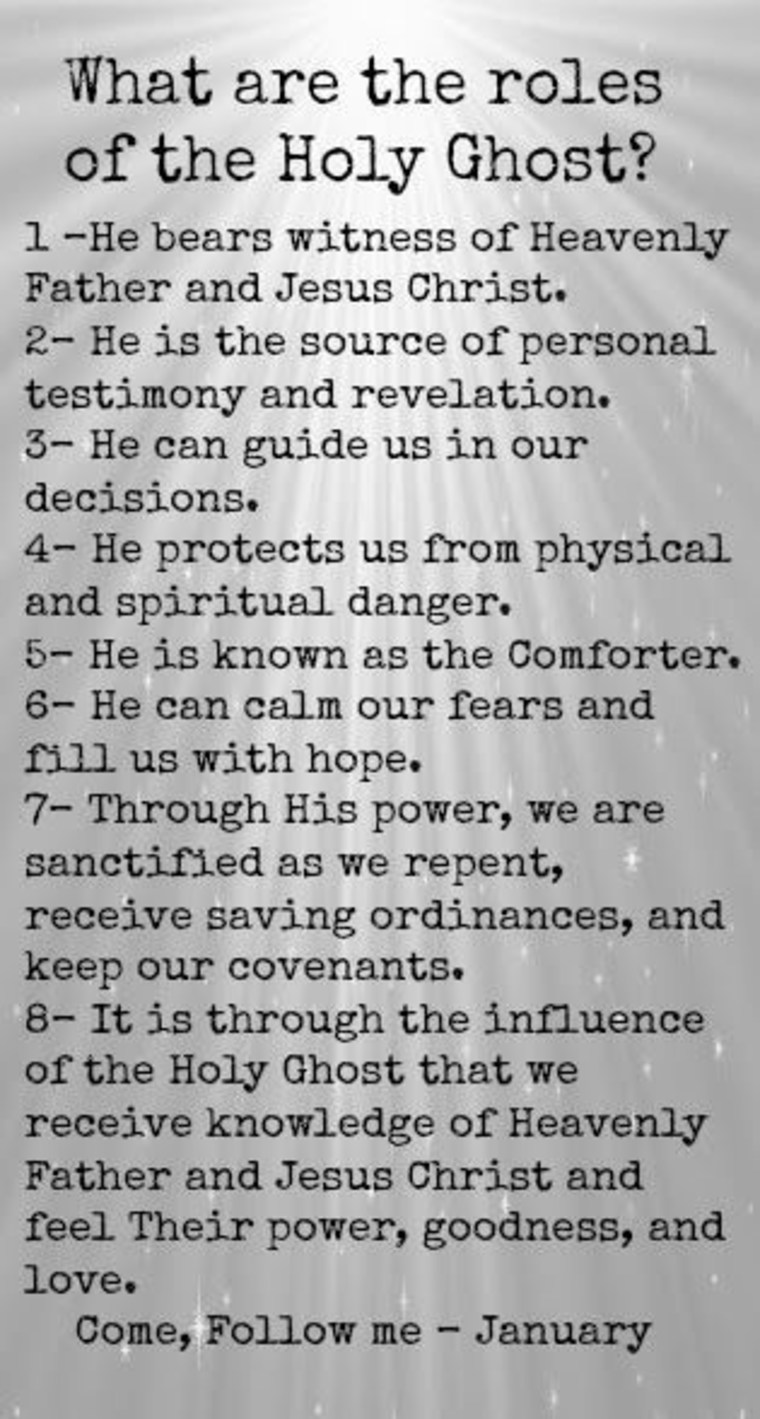 What are the roles
of the Holy Ghost?
1 -He bears witness of Heavenly
Father and Jesus Christ.
2- He is the source of personal
testimony and revelation.
3- He can guide us in our
decisions.
4- He protects us from physical
and spiritual danger.
5- He is known as the Comforter.
6- He can calm our fears and
fill us with hope.
7- Through His power, we are
sanctified as we repent,
receive saving ordinances, and
keep our covenants.
8- It is through the influence
of the Holy Ghost that we
receive knowledge of Heavenly
Father and Jesus Christ and
feel Their power, goodness, and
love.
Come, Follow me - January